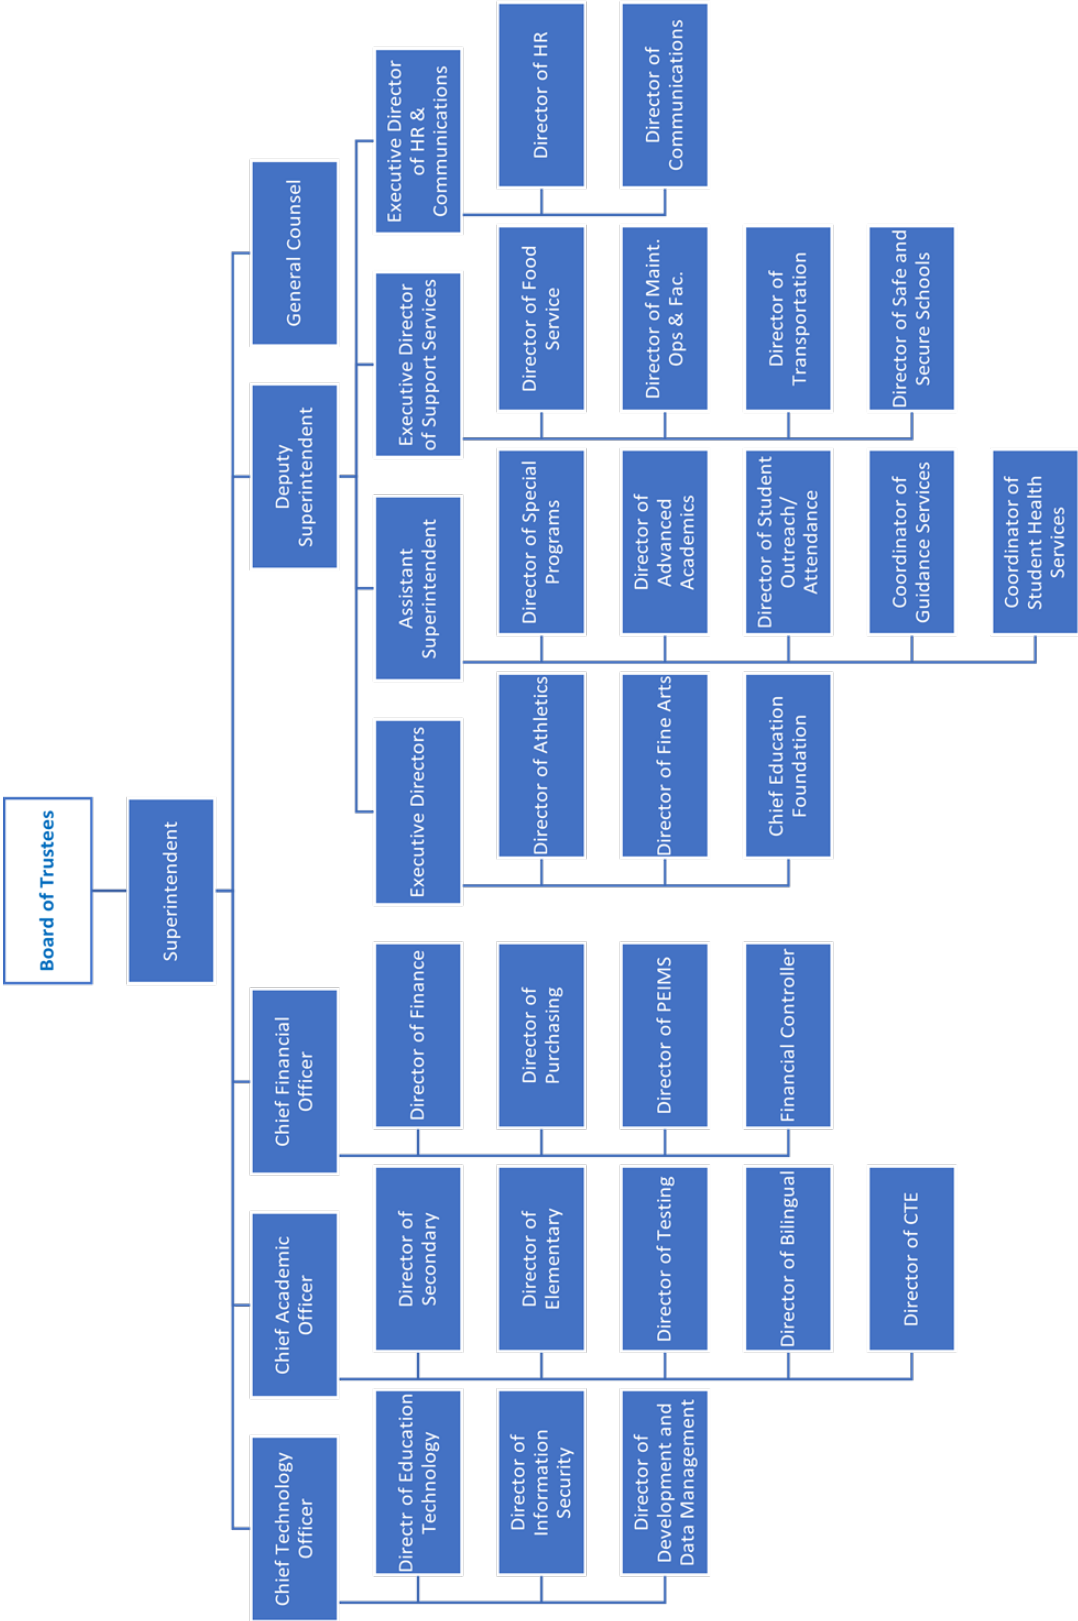 Board of Trustees
Superintendent
Chief Technology
Officer
Chief Academic
Officer
Chief Financial
Officer
Deputy
Superintendent
General Counsel
Directr of Education
Technology
Director of
Information
Security
Director of
Development and
Data Management
Director of
Secondary
Director of
Elementary
Director of Testing
Director of Bilingual
Director of CTE
Director of Finance
Director of
Purchasing
Director of PEIMS
Financial Controller
Executive Directors
Director of Athletics
Director of Fine Arts
Chief Education
Foundation
Assistant
Superintendent
Director of Special
Programs
Director of
Advanced
Academics
Director of Student
Outreach/
Attendance
Coordinator of
Guidance Services
Coordinator of
Student Health
Services
Executive Director
of Support Services
Director of Food
Service
Director of Maint.
Ops & Fac.
Director of
Transportation
Director of Safe and
Secure Schools
Executive Director
of HR &
Communications
Director of HR
Director of
Communications